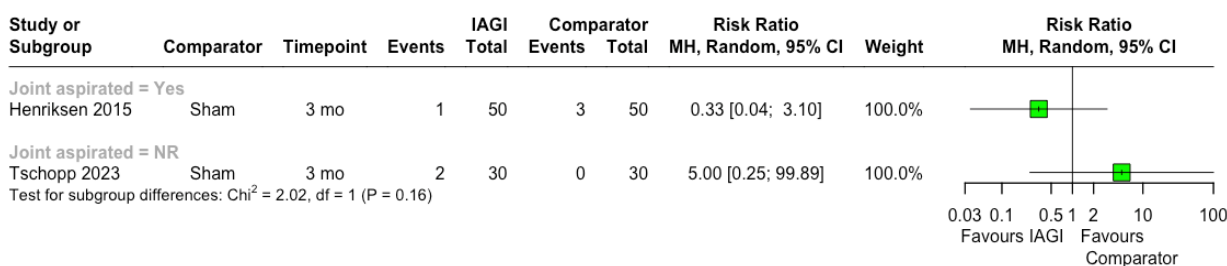 Study or IAGI Comparator Risk Ratio Risk Ratio
Subgroup Comparator Timepoint Events Total Events Total MH, Random, 95% CI Weight MH, Random, 95% CI
Joint aspirated = Yes
Henriksen 2015 Sham 3 mo 1 50 3 50 0.33 [0.04; 3.10] 100.0%
Joint aspirated = NR
Tschopp 2023 Sham 3 mo 2 30 0 30 5.00 [0.25; 99.89] 100.0%
Test for subgroup differences: Chi² = 2.02, df = 1 (P = 0.16)
0.03 0.1 0.5 1 2 10 100
Favours IAGI Favours
Comparator